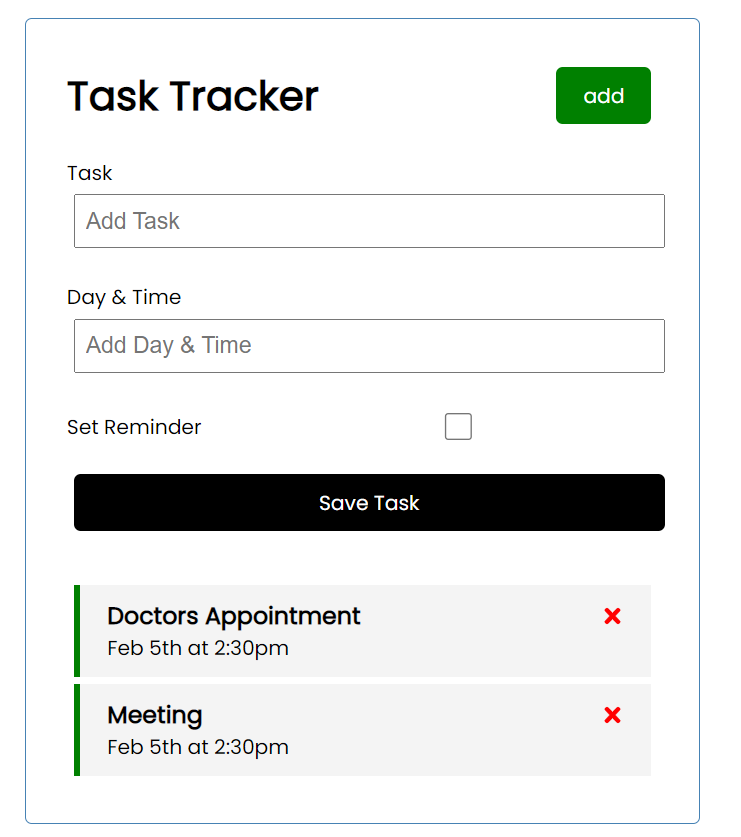 Task Tracker
add
Task
Add Task
Day & Time
Add Day & Time
Set Reminder
Save Task
Doctors Appointment
Feb 5th at 2:30pm
Meeting
Feb 5th at 2:30pm